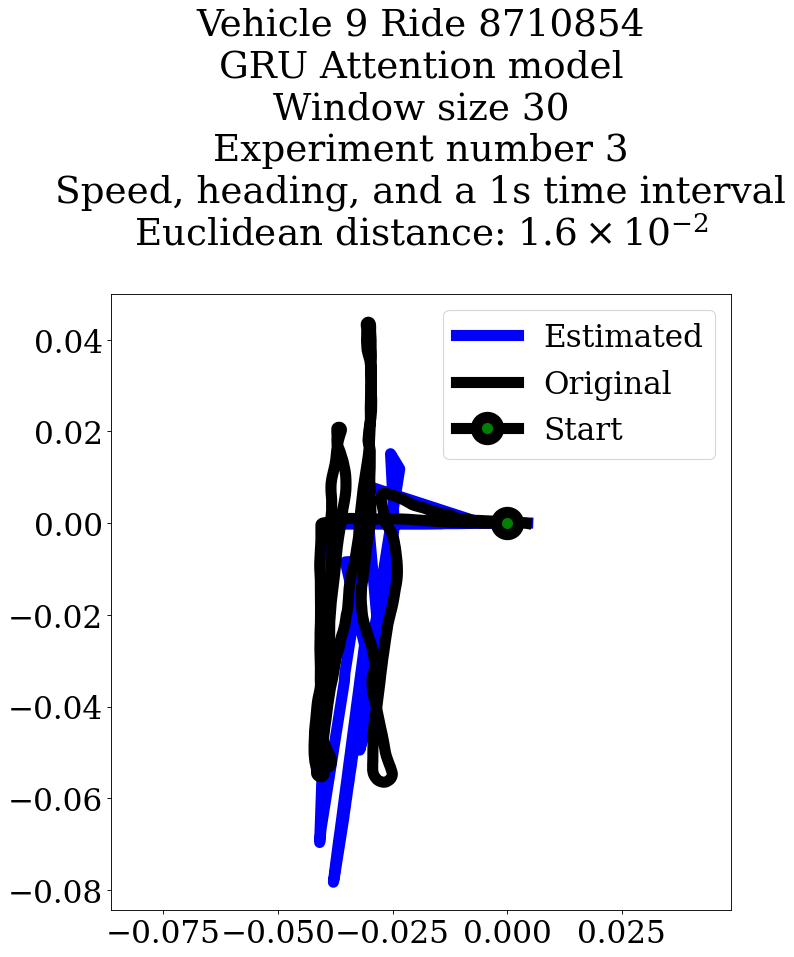 Vehicle 9 Ride 8710854
GRU Attention model
Window size 30
Experiment number 3
Speed, heading, and a 1s time interval
Euclidean distance: 1.6 × 10⁻²
Estimated
Original
Start
0.04
0.02
0.00
−0.02
−0.04
−0.06
−0.08
−0.075 −0.050 −0.025 0.000 0.025